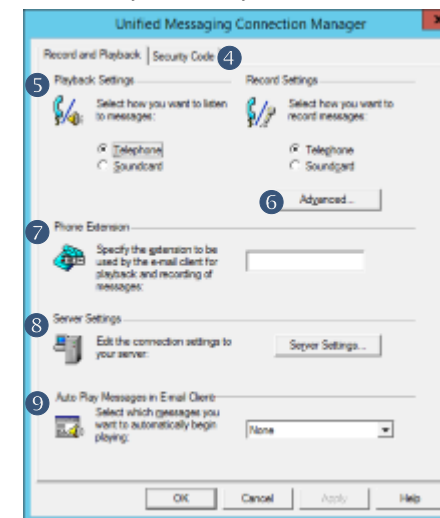 Unified Messaging Connection Manager
x
Record and Playback Security Code 4
5 Playback Settings Record Settings
Select how you want to listen to messages:
Select how you want to record messages:
Telephone Telephone
Soundcard Soundcard
6 Advanced...
7 Phone Extension
Specify the extension to be
used by the e-mail client for
playback and recording of
messages:
8 Server Settings
Edit the connection settings to
your server:
Server Settings...
9 Auto Play Messages in E-mail Client
Select which messages you
want to automatically begin
playing:
None
OK Cancel Apply Help